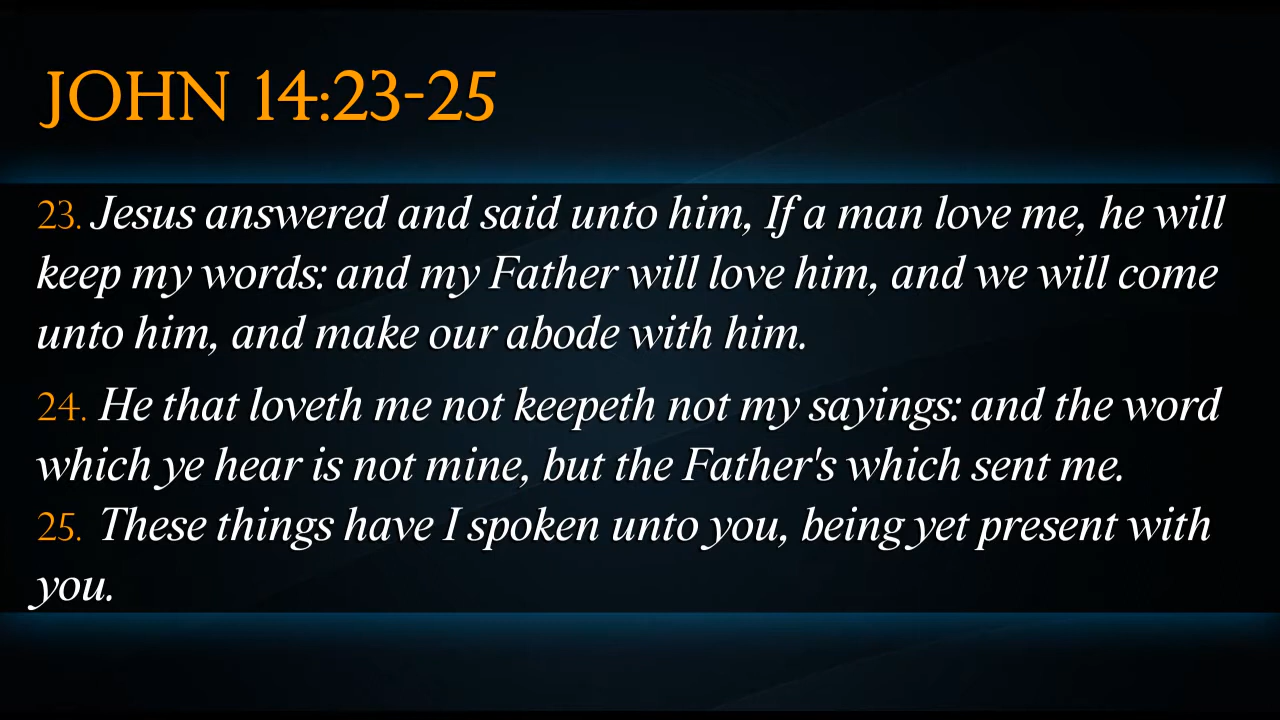 JOHN 14:23-25
23. Jesus answered and said unto him, If a man love me, he will
keep my words: and my Father will love him, and we will come
unto him, and make our abode with him.
24. He that loveth me not keepeth not my sayings: and the word
which ye hear is not mine, but the Father's which sent me.
25. These things have I spoken unto you, being yet present with
you.